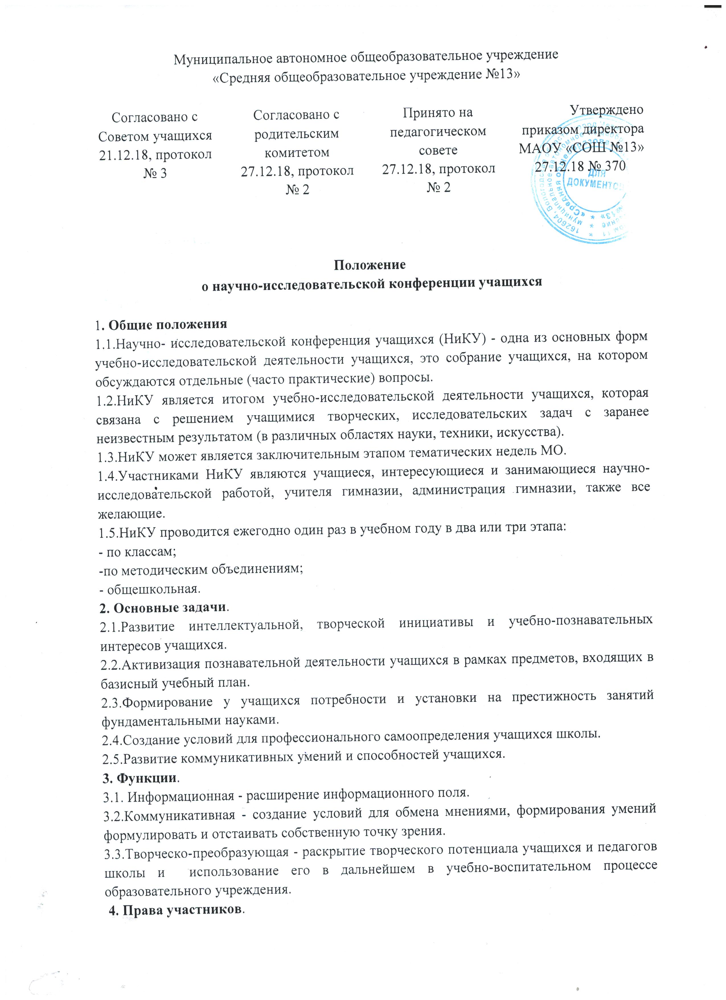 Муниципальное автономное общеобразовательное учреждение
«Средняя общеобразовательное учреждение №13»
Согласовано с
Советом учащихся
21.12.18, протокол
№ 3
Согласовано с
родительским
комитетом
27.12.18, протокол
№ 2
Принято на
педагогическом
совете
27.12.18, протокол
№ 2
Утверждено
приказом директора
МАОУ «СОШ №13»
27.12.18 № 370
ДЛЯ
ДОКУМЕНТОВ
Положение
о научно-исследовательской конференции учащихся
1. Общие положения
1.1.Научно- исследовательской конференция учащихся (НиКУ) - одна из основных форм
учебно-исследовательской деятельности учащихся, это собрание учащихся, на котором
обсуждаются отдельные (часто практические) вопросы.
1.2.НиКУ является итогом учебно-исследовательской деятельности учащихся, которая
связана с решением учащимися творческих, исследовательских задач с заранее
неизвестным результатом (в различных областях науки, техники, искусства).
1.3.НиКУ может является заключительным этапом тематических недель МО.
1.4.Участниками НиКУ являются учащиеся, интересующиеся и занимающиеся научно-
исследовательской работой, учителя гимназии, администрация гимназии, также все
желающие.
1.5.НиКУ проводится ежегодно один раз в учебном году в два или три этапа:
- по классам;
-по методическим объединениям;
- общешкольная.
2. Основные задачи.
2.1.Развитие интеллектуальной, творческой инициативы и учебно-познавательных
интересов учащихся.
2.2.Активизация познавательной деятельности учащихся в рамках предметов, входящих в
базисный учебный план.
2.3.Формирование у учащихся потребности и установки на престижность занятий
фундаментальными науками.
2.4.Создание условий для профессионального самоопределения учащихся школы.
2.5.Развитие коммуникативных умений и способностей учащихся.
3. Функции.
3.1. Информационная - расширение информационного поля.
3.2.Коммуникативная - создание условий для обмена мнениями, формирования умений
формулировать и отстаивать собственную точку зрения.
3.3.Творческо-преобразующая - раскрытие творческого потенциала учащихся и педагогов
школы и использование его в дальнейшем в учебно-воспитательном процессе
образовательного учреждения.
4. Права участников.